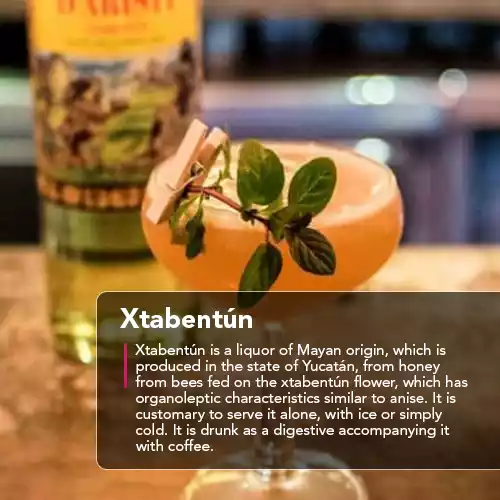 D'ARISTI
Xtabentún
Xtabentún is a liquor of Mayan origin, which is
produced in the state of Yucatán, from honey
from bees fed on the xtabentún flower, which has
organoleptic characteristics similar to anise. It is
customary to serve it alone, with ice or simply
cold. It is drunk as a digestive accompanying it
with coffee.